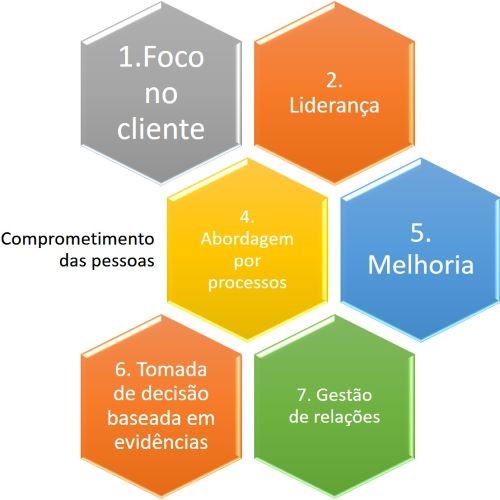 1.Foco
no
cliente
2.
Liderança
Comprometimento
das pessoas
4.
Abordagem
por
processos
5.
Melhoria
6. Tomada
de decisão
baseada em
evidências
7. Gestão
de relações